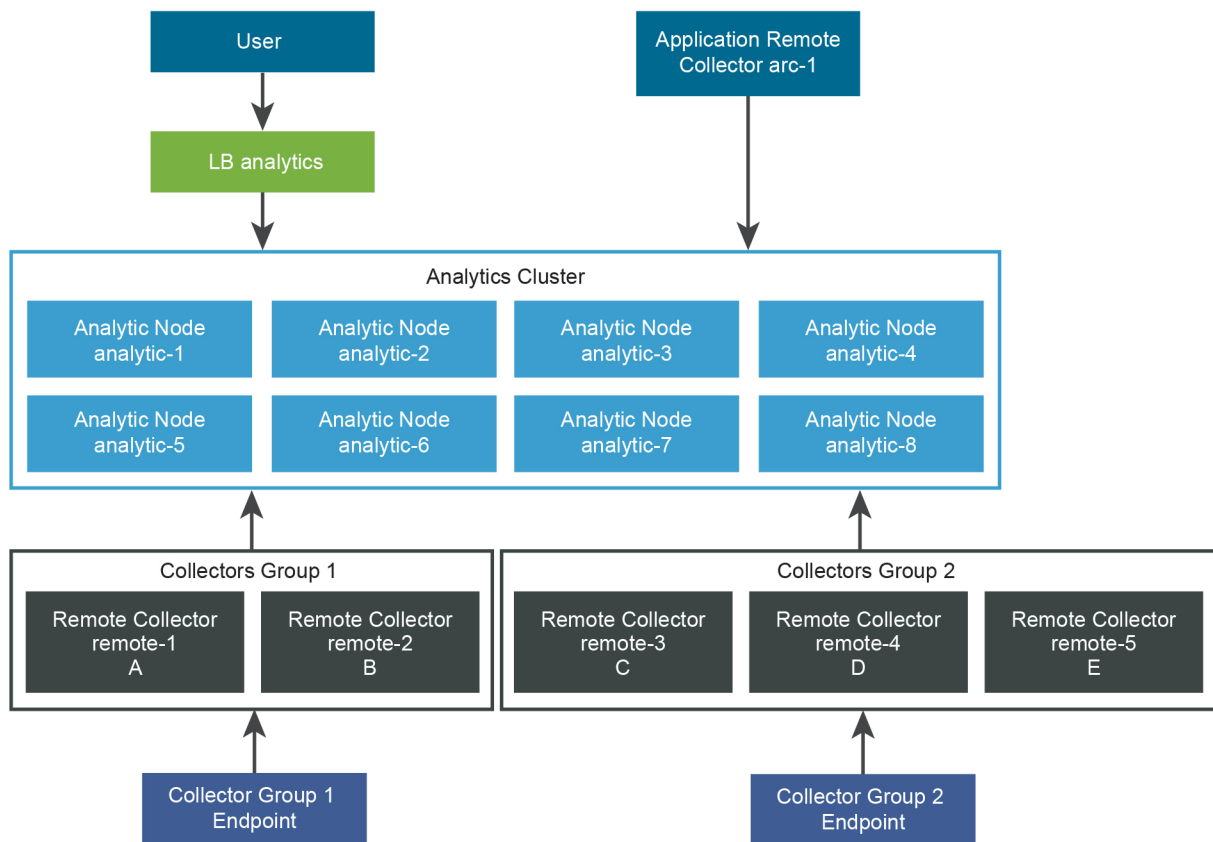 User
Application Remote
Collector arc-1
LB analytics
Analytics Cluster
Analytic Node
analytic-1
Analytic Node
analytic-2
Analytic Node
analytic-3
Analytic Node
analytic-4
Analytic Node
analytic-5
Analytic Node
analytic-6
Analytic Node
analytic-7
Analytic Node
analytic-8
Collectors Group 1
Remote Collector
remote-1
A
Remote Collector
remote-2
B
Collectors Group 2
Remote Collector
remote-3
C
Remote Collector
remote-4
D
Remote Collector
remote-5
E
Collector Group 1
Endpoint
Collector Group 2
Endpoint